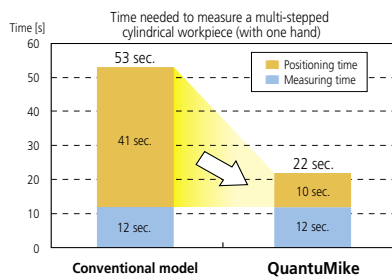 Time needed to measure a multi-stepped
cylindrical workpiece (with one hand)
Time [s]
60
50
40
30
20
10
0
53 sec.
41 sec.
12 sec.
Positioning time
Measuring time
22 sec.
10 sec.
12 sec.
Conventional model
QuantuMike